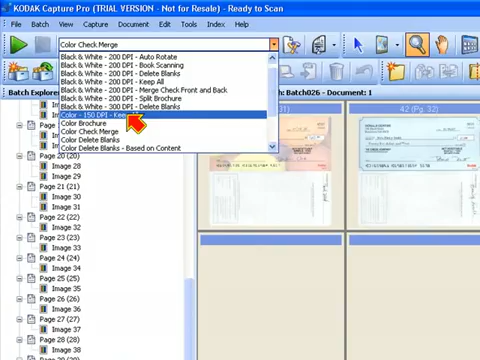 KODAK Capture Pro (TRIAL VERSION - Not for Resale) - Ready to Scan
File Batch Capture Document Edit Tools Index Help
Color Check Merge
Black & White - 200 DPI - Auto Rotate
Black & White - 200 DPI - Book Scanning
Black & White - 200 DPI - Delete Blanks
Black & White - 200 DPI - Keep All
Black & White - 200 DPI - Merge Check Front and Back
Black & White - 200 DPI - Split Brochure
Black & White - 300 DPI - Delete Blanks
Color - 150 DPI - Keep
Color Brochure
Color Check Merge
Color Delete Blanks
Color Delete Blanks - Based on Content
Batch Explorer
Batch026 - Document: 1
31)
42 (Pg. 32)
Page 20 (20)
Image 28
Image 29
Page 21 (21)
Image 30
Image 31
Page 22 (22)
Image 32
Page 23 (23)
Image 33
Page 24 (24)
Image 34
Page 25 (25)
Image 35
Page 26 (26)
Image 36
Page 27 (27)
Image 37
Page 28 (28)
Image 38